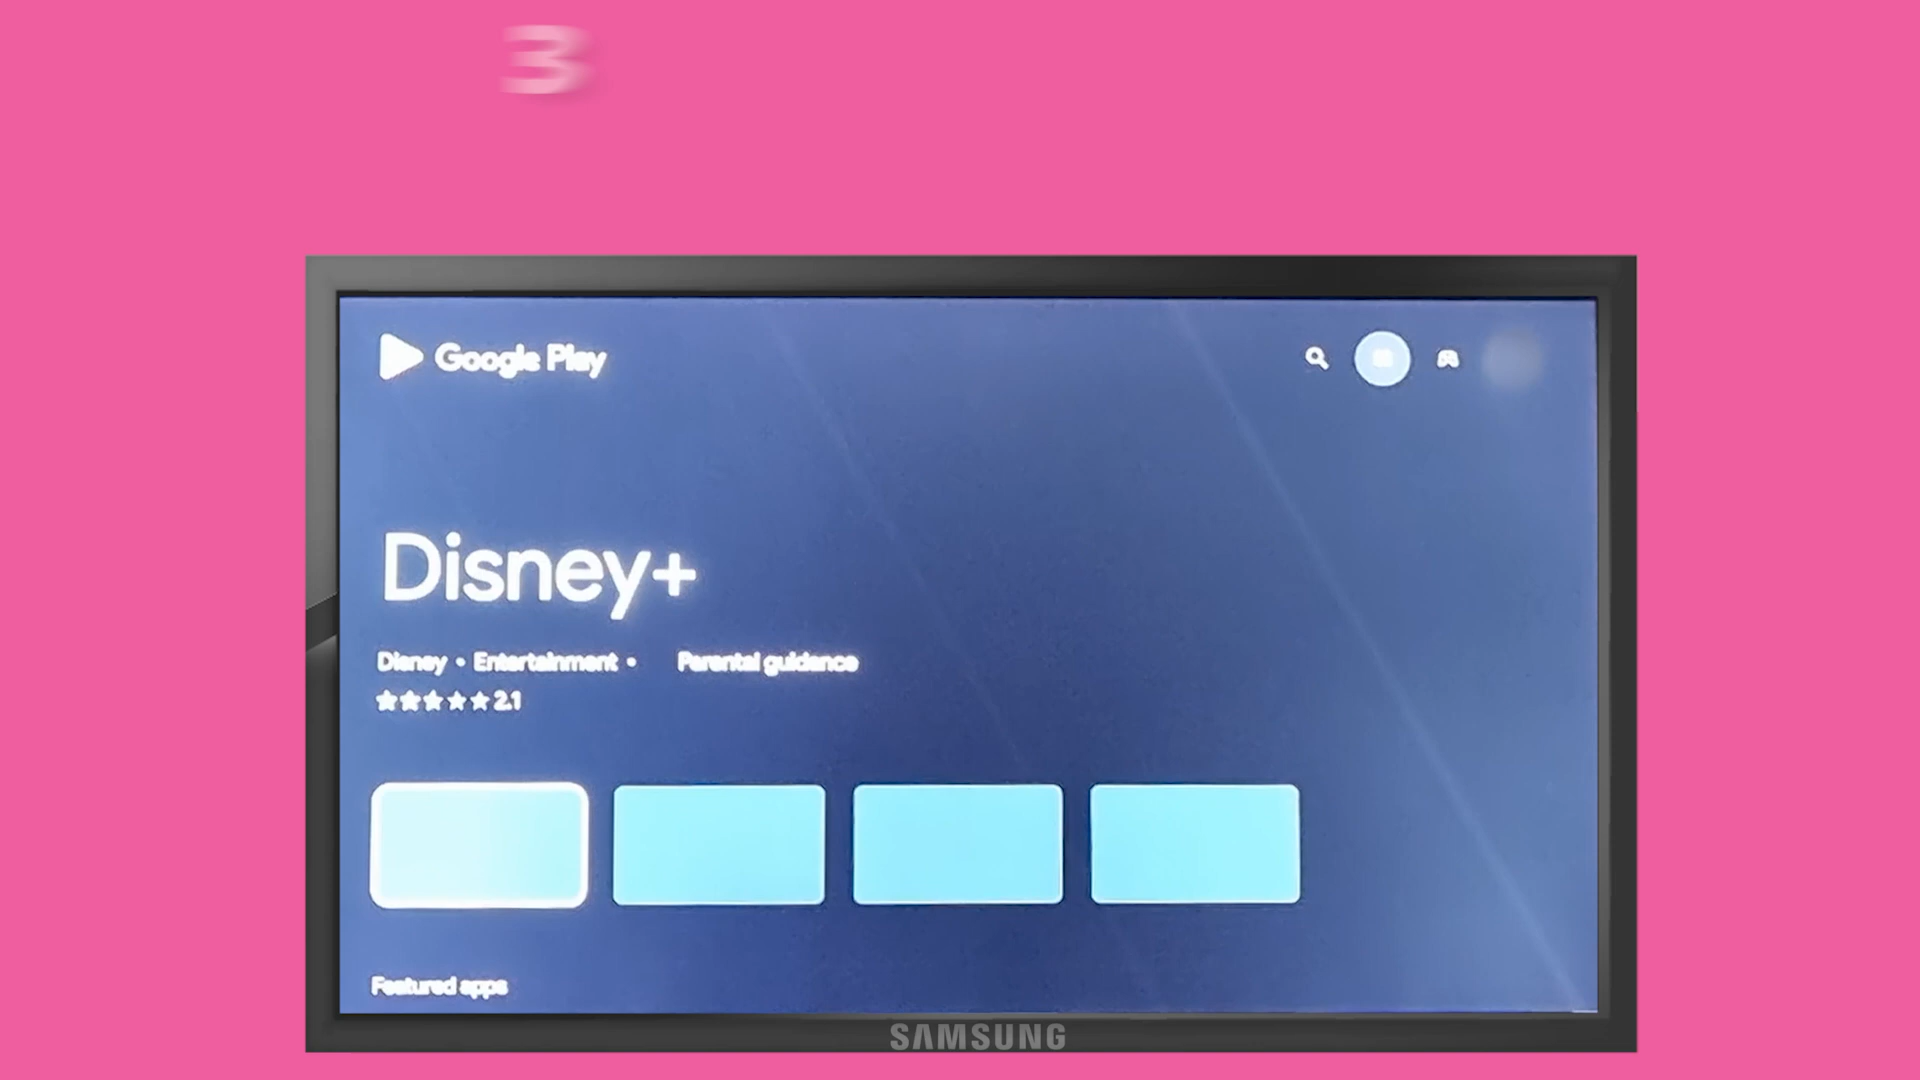 3
Google Play
Disney+
Disney • Entertainment • Parental guidance
★★★★★ 2.1
Featured apps
SAMSUNG